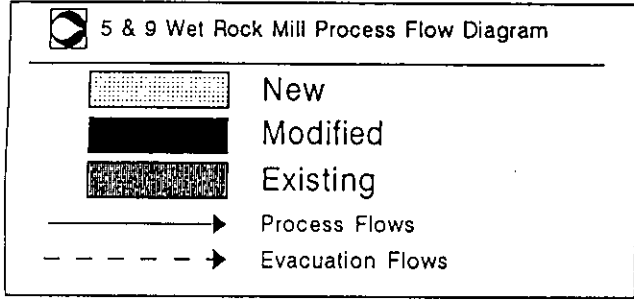 5 & 9 Wet Rock Mill Process Flow Diagram
New
Modified
Existing
Process Flows
Evacuation Flows